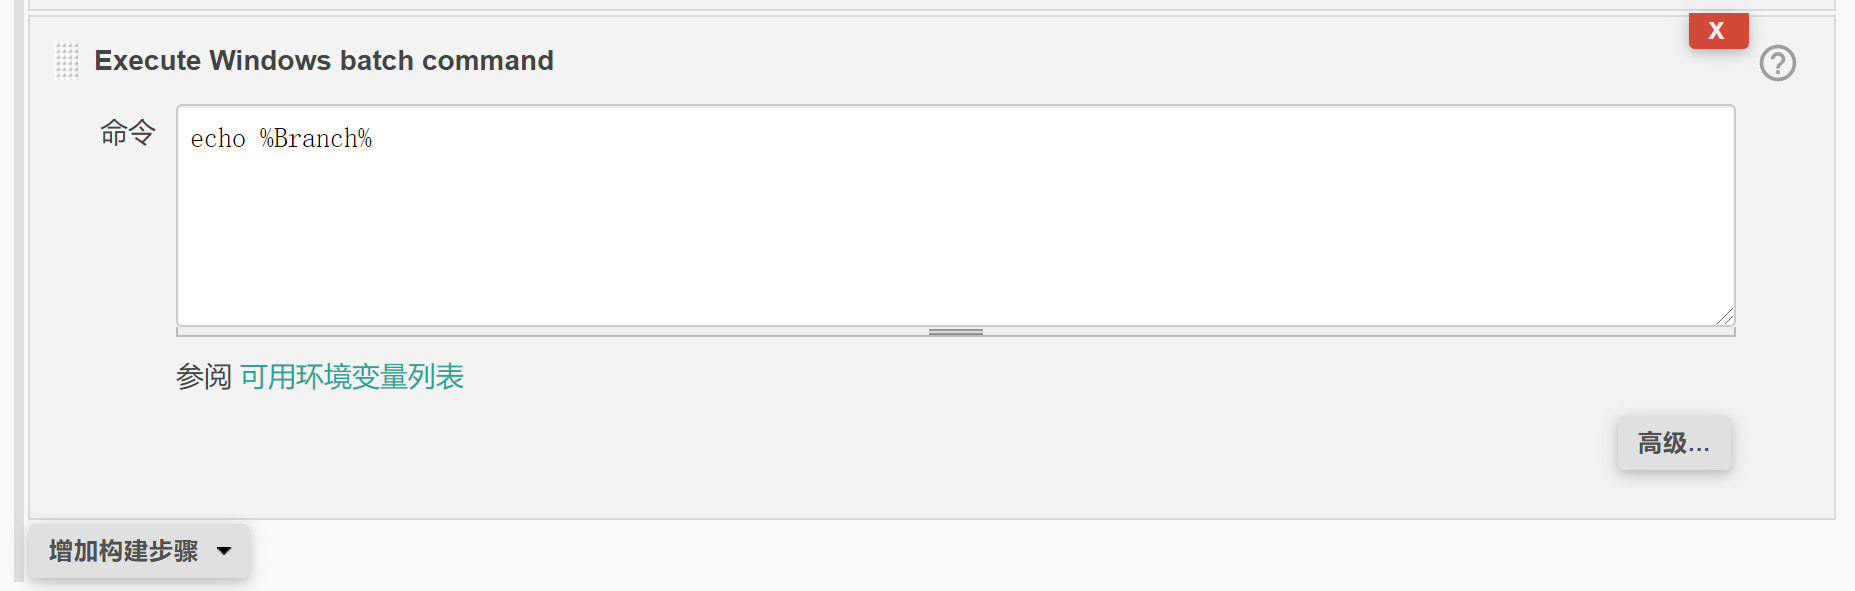 Execute Windows batch command
X
?
命令
echo %Branch%
参阅 可用环境变量列表
高级...
增加构建步骤